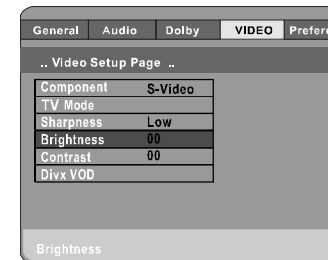 General Audio Dolby VIDEO Prefere
.. Video Setup Page ..
Component S-Video
TV Mode
Sharpness Low
Brightness 00
Contrast 00
Divx VOD
Brightness